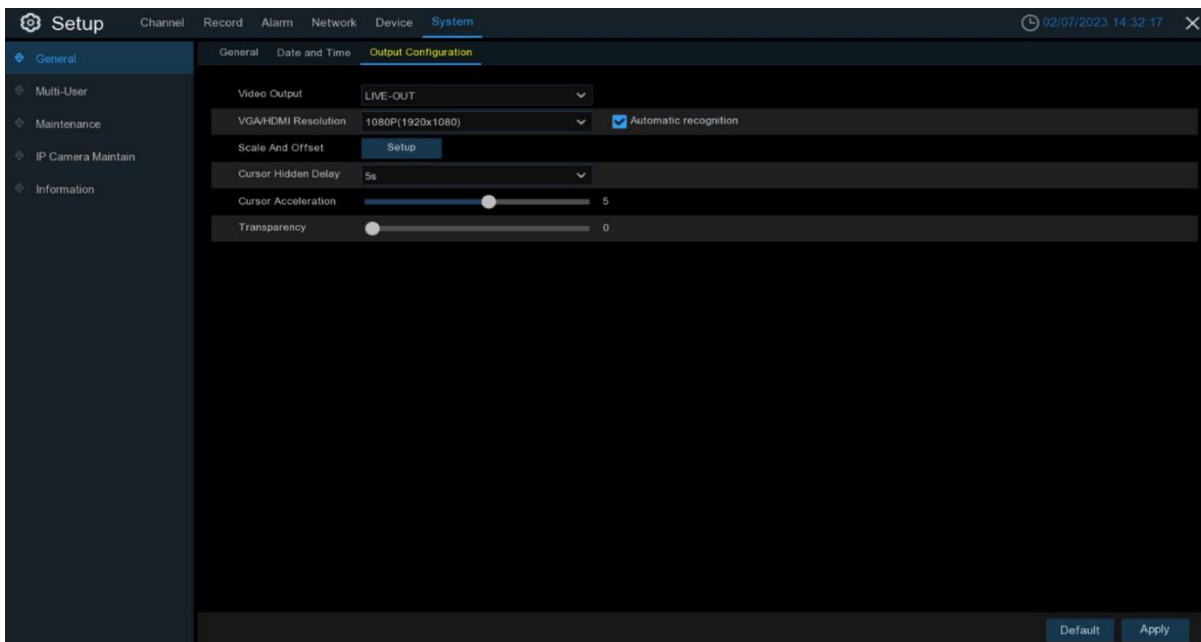 Setup Channel Record Alarm Network Device System 02/07/2023 14:32:17
General
Multi-User
Maintenance
IP Camera Maintain
Information
General Date and Time Output Configuration
Video Output LIVE-OUT
VGA/HDMI Resolution 1080P(1920x1080) Automatic recognition
Scale And Offset Setup
Cursor Hidden Delay 5s
Cursor Acceleration 5
Transparency 0
Default Apply